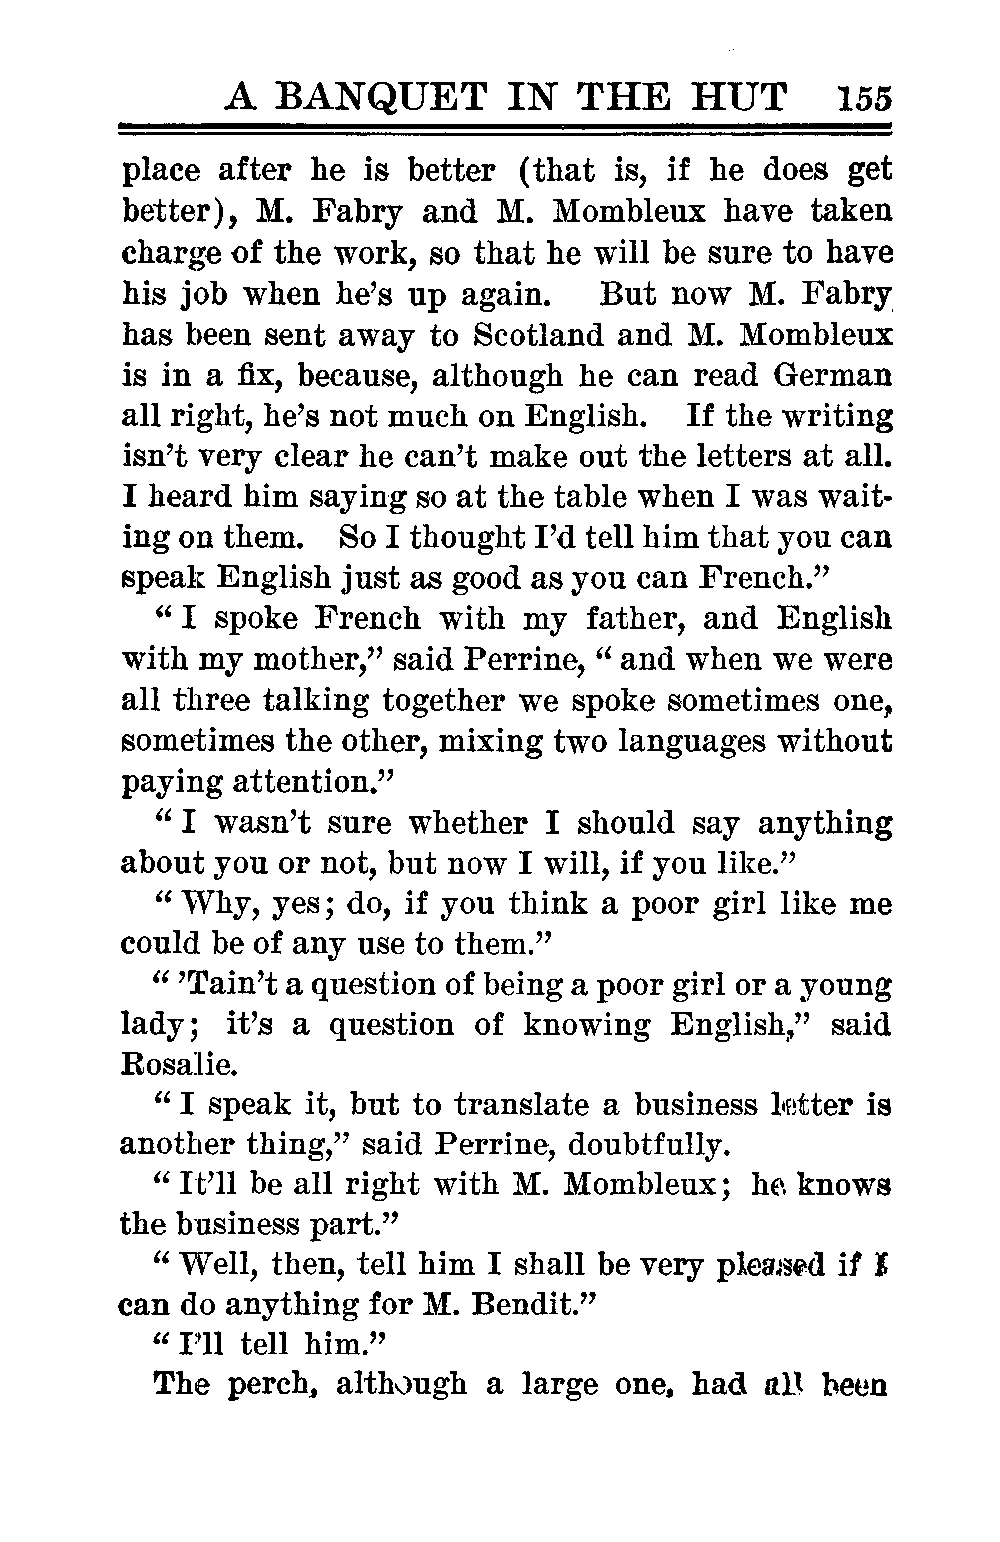 A BANQUET IN THE HUT 155
place after he is better (that is, if he does get
better), M. Fabry and M. Mombleux have taken
charge of the work, so that he will be sure to have
his job when he's up again. But now M. Fabry
has been sent away to Scotland and M. Mombleux
is in a fix, because, although he can read German
all right, he's not much on English. If the writing
isn't very clear he can't make out the letters at all.
I heard him saying so at the table when I was wait-
ing on them. So I thought I'd tell him that you can
speak English just as good as you can French."
"I spoke French with my father, and English
with my mother," said Perrine, "and when we were
all three talking together we spoke sometimes one,
sometimes the other, mixing two languages without
paying attention."
"I wasn't sure whether I should say anything
about you or not, but now I will, if you like."
"Why, yes; do, if you think a poor girl like me
could be of any use to them."
"'Tain't a question of being a poor girl or a young
lady; it's a question of knowing English," said
Rosalie.
"I speak it, but to translate a business letter is
another thing," said Perrine, doubtfully.
"It'll be all right with M. Mombleux; he knows
the business part."
"Well, then, tell him I shall be very pleased if I
can do anything for M. Bendit."
"I'll tell him."
The perch, although a large one, had all been